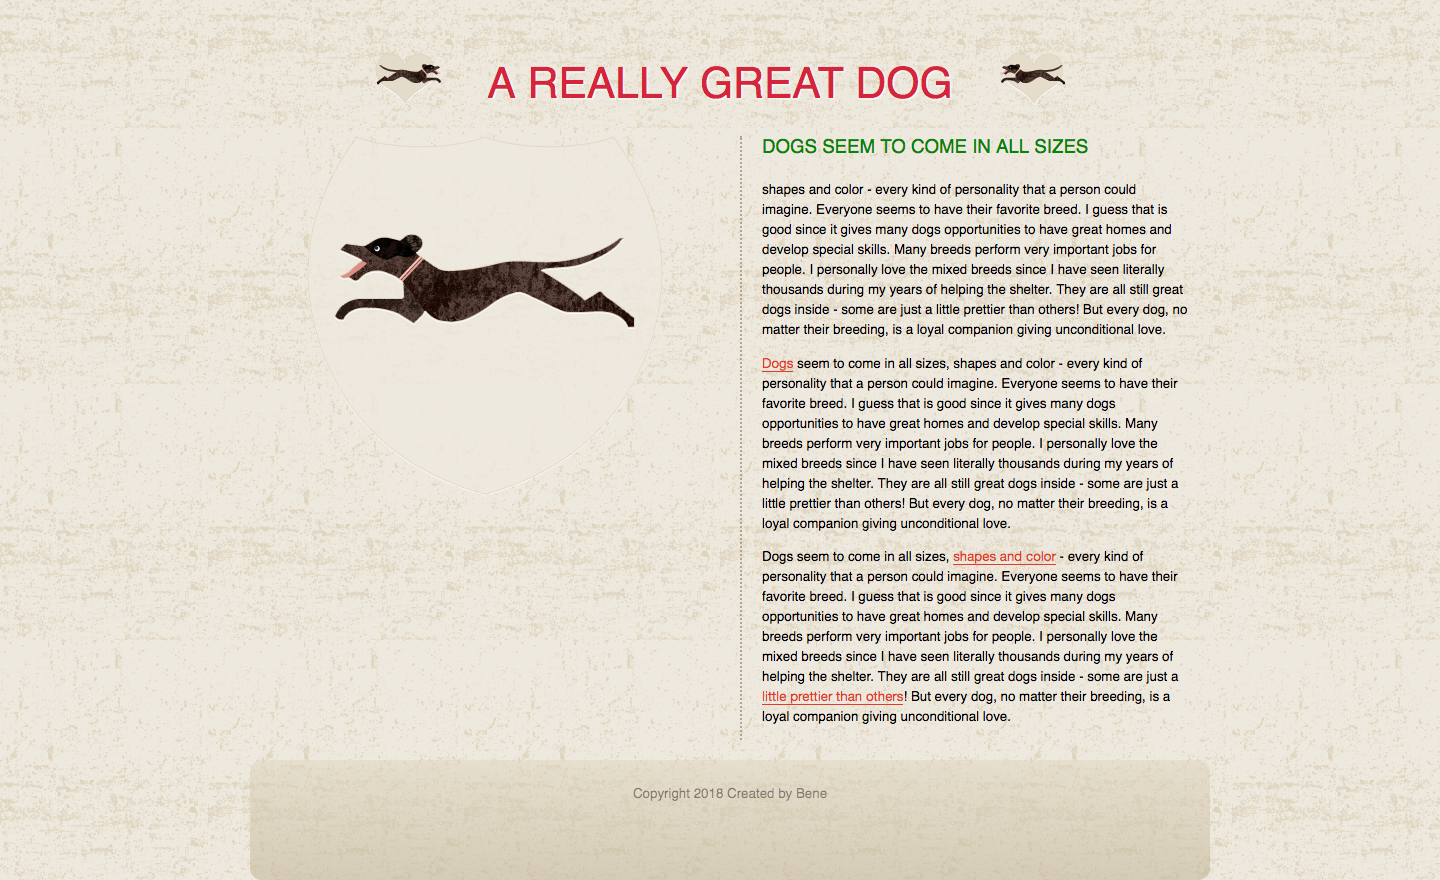 A REALLY GREAT DOG
DOGS SEEM TO COME IN ALL SIZES
shapes and color - every kind of personality that a person could
imagine. Everyone seems to have their favorite breed. I guess that is
good since it gives many dogs opportunities to have great homes and
develop special skills. Many breeds perform very important jobs for
people. I personally love the mixed breeds since I have seen literally
thousands during my years of helping the shelter. They are all still great
dogs inside - some are just a little prettier than others! But every dog, no
matter their breeding, is a loyal companion giving unconditional love.
Dogs seem to come in all sizes, shapes and color - every kind of
personality that a person could imagine. Everyone seems to have their
favorite breed. I guess that is good since it gives many dogs
opportunities to have great homes and develop special skills. Many
breeds perform very important jobs for people. I personally love the
mixed breeds since I have seen literally thousands during my years of
helping the shelter. They are all still great dogs inside - some are just a
little prettier than others! But every dog, no matter their breeding, is a
loyal companion giving unconditional love.
Dogs seem to come in all sizes, shapes and color - every kind of
personality that a person could imagine. Everyone seems to have their
favorite breed. I guess that is good since it gives many dogs
opportunities to have great homes and develop special skills. Many
breeds perform very important jobs for people. I personally love the
mixed breeds since I have seen literally thousands during my years of
helping the shelter. They are all still great dogs inside - some are just a
little prettier than others! But every dog, no matter their breeding, is a
loyal companion giving unconditional love.
Copyright 2018 Created by Bene